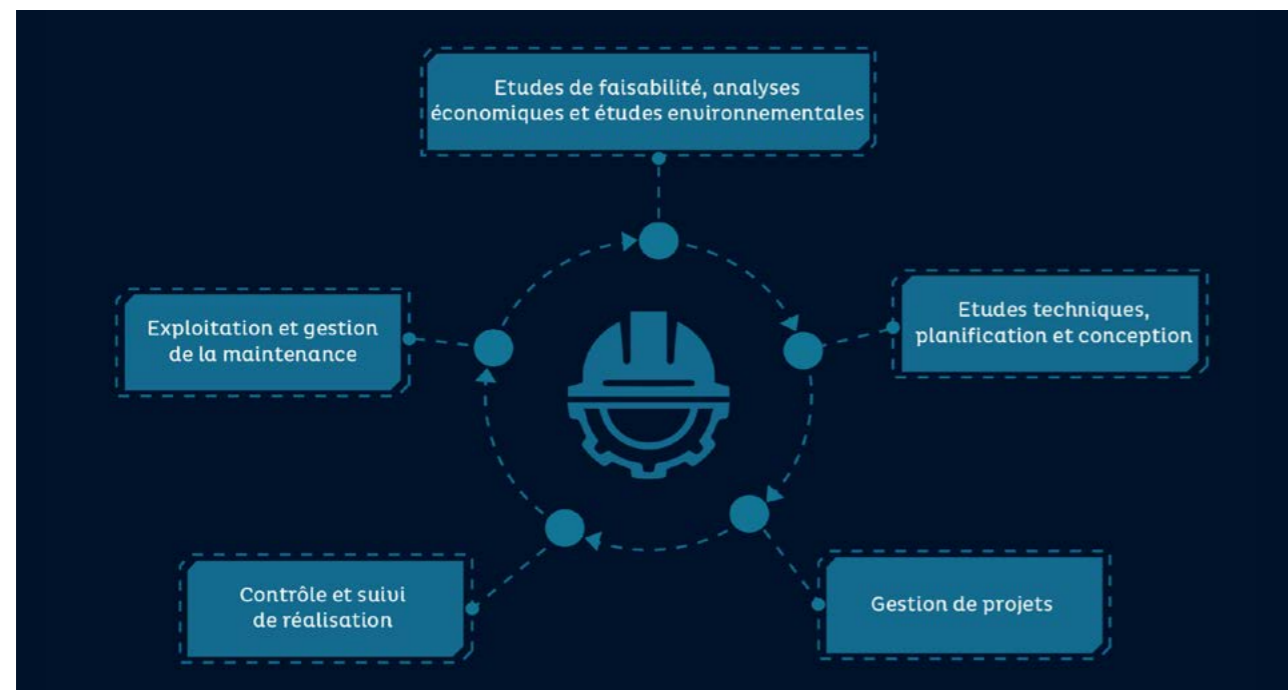 Etudes de faisabilité, analyses
économiques et études environnementales
Etudes techniques,
planification et conception
Gestion de projets
Contrôle et suivi
de réalisation
Exploitation et gestion
de la maintenance